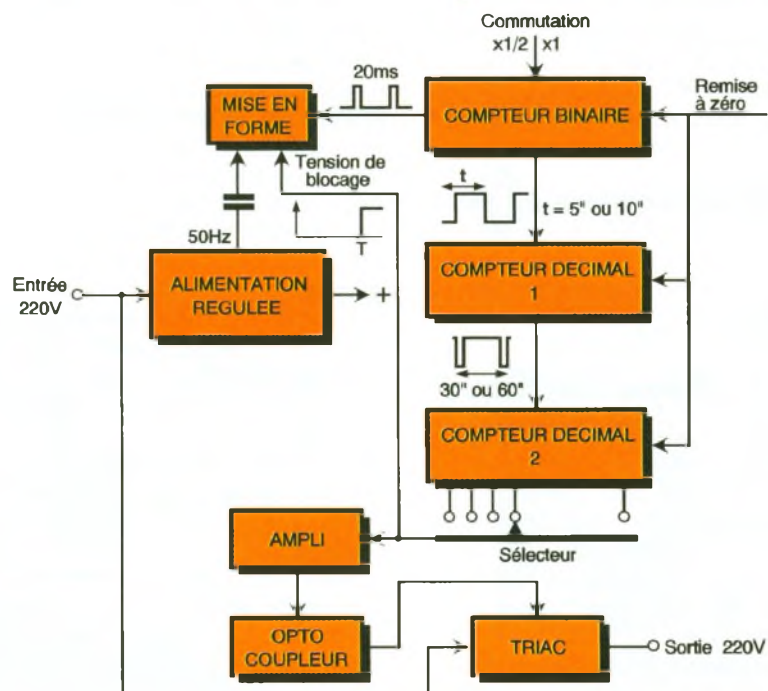 Commutation
x1/2 x1
20ms
Remise
à zéro
MISE EN
FORME
COMPTEUR BINAIRE
Tension de
blocage
t
t = 5" ou 10"
50Hz
T
Entrée
220V
ALIMENTATION
REGULEE
+
COMPTEUR DECIMAL
1
30" ou 60"
COMPTEUR DECIMAL
2
AMPLI
Sélecteur
OPTO
COUPLEUR
TRIAC
Sortie 220V